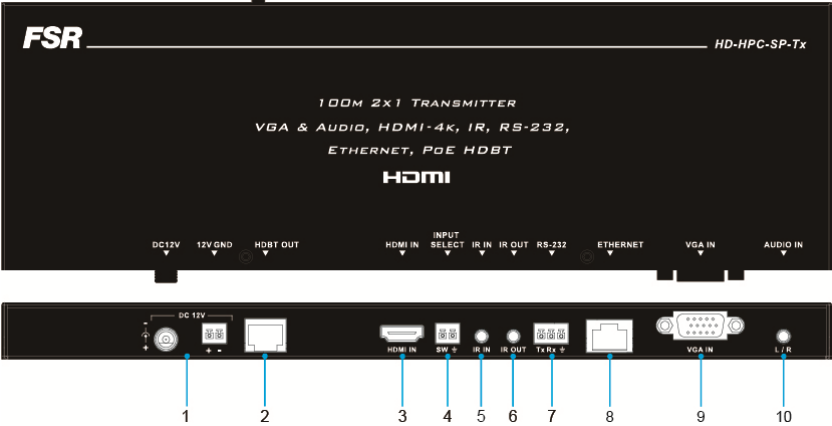 FSR
HD-HPC-SP-Tx
100m 2x1 Transmitter
VGA & Audio, HDMI-4k, IR, RS-232,
Ethernet, PoE HDBT
HDMI
DC12V 12V GND HDBT OUT HDMI IN INPUT SELECT IR IN IR OUT RS-232 ETHERNET VGA IN AUDIO IN
DC 12V
- + + - HDMI IN SW IR IN IR OUT Tx Rx VGA IN L / R
1 2 3 4 5 6 7 8 9 10